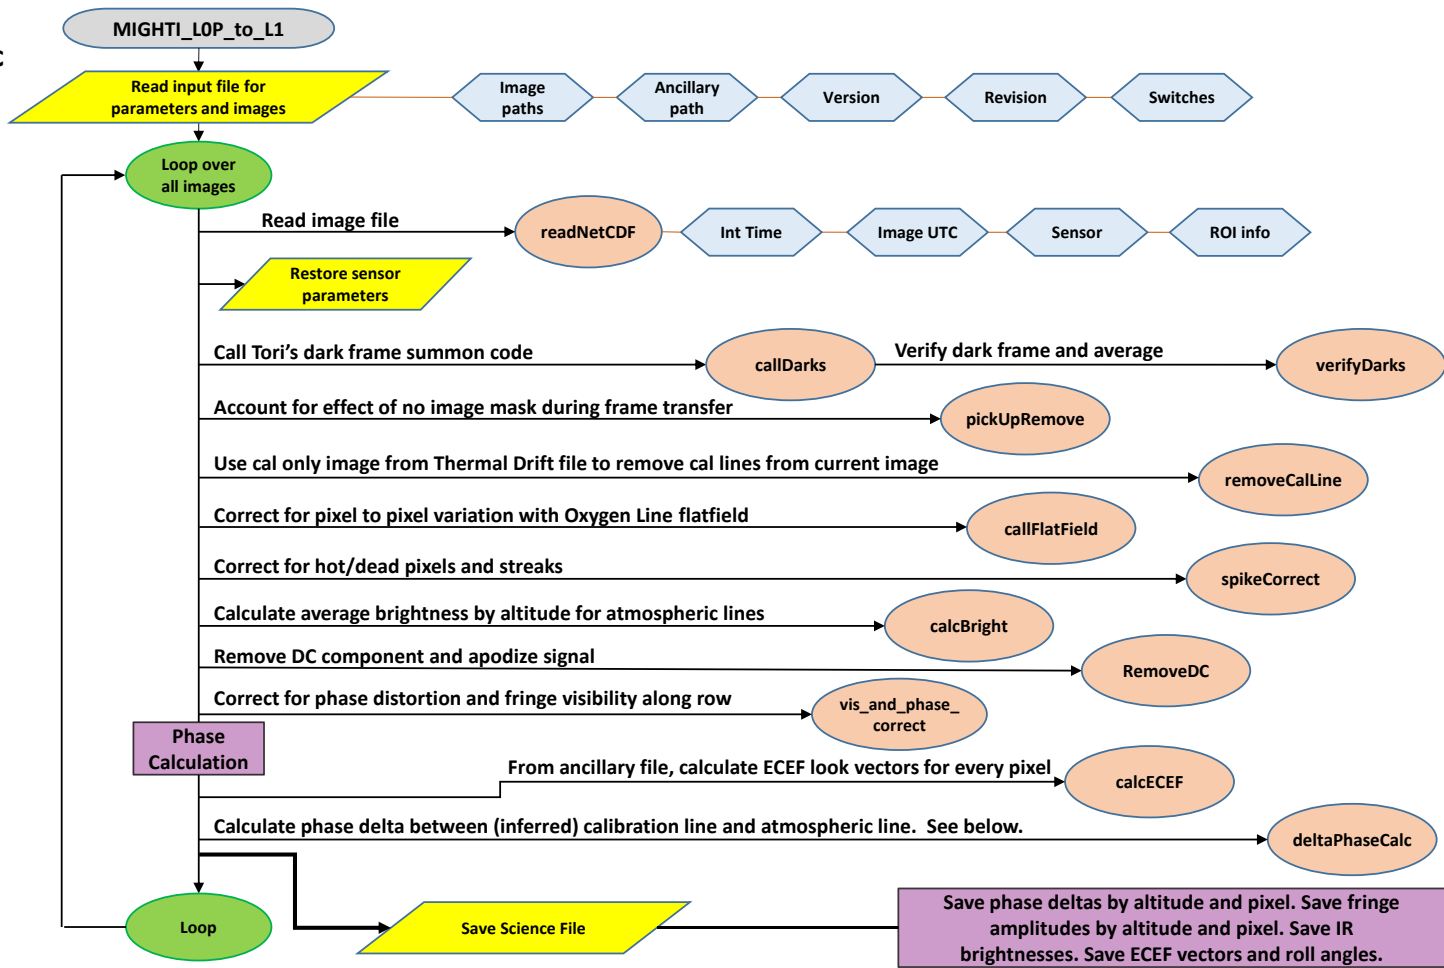 MIGHTI_L0P_to_L1
C
Read input file for
parameters and images
Image
paths
Ancillary
path
Version
Revision
Switches
Loop over
all images
Read image file
readNetCDF
Int Time
Image UTC
Sensor
ROI info
Restore sensor
parameters
Call Tori's dark frame summon code
callDarks
Verify dark frame and average
verifyDarks
Account for effect of no image mask during frame transfer
pickUpRemove
Use cal only image from Thermal Drift file to remove cal lines from current image
removeCalLine
Correct for pixel to pixel variation with Oxygen Line flatfield
callFlatField
Correct for hot/dead pixels and streaks
spikeCorrect
Calculate average brightness by altitude for atmospheric lines
calcBright
Remove DC component and apodize signal
RemoveDC
Correct for phase distortion and fringe visibility along row
vis_and_phase_
correct
Phase
Calculation
From ancillary file, calculate ECEF look vectors for every pixel
calcECEF
Calculate phase delta between (inferred) calibration line and atmospheric line.  See below.
deltaPhaseCalc
Loop
Save Science File
Save phase deltas by altitude and pixel. Save fringe
amplitudes by altitude and pixel. Save IR
brightnesses. Save ECEF vectors and roll angles.